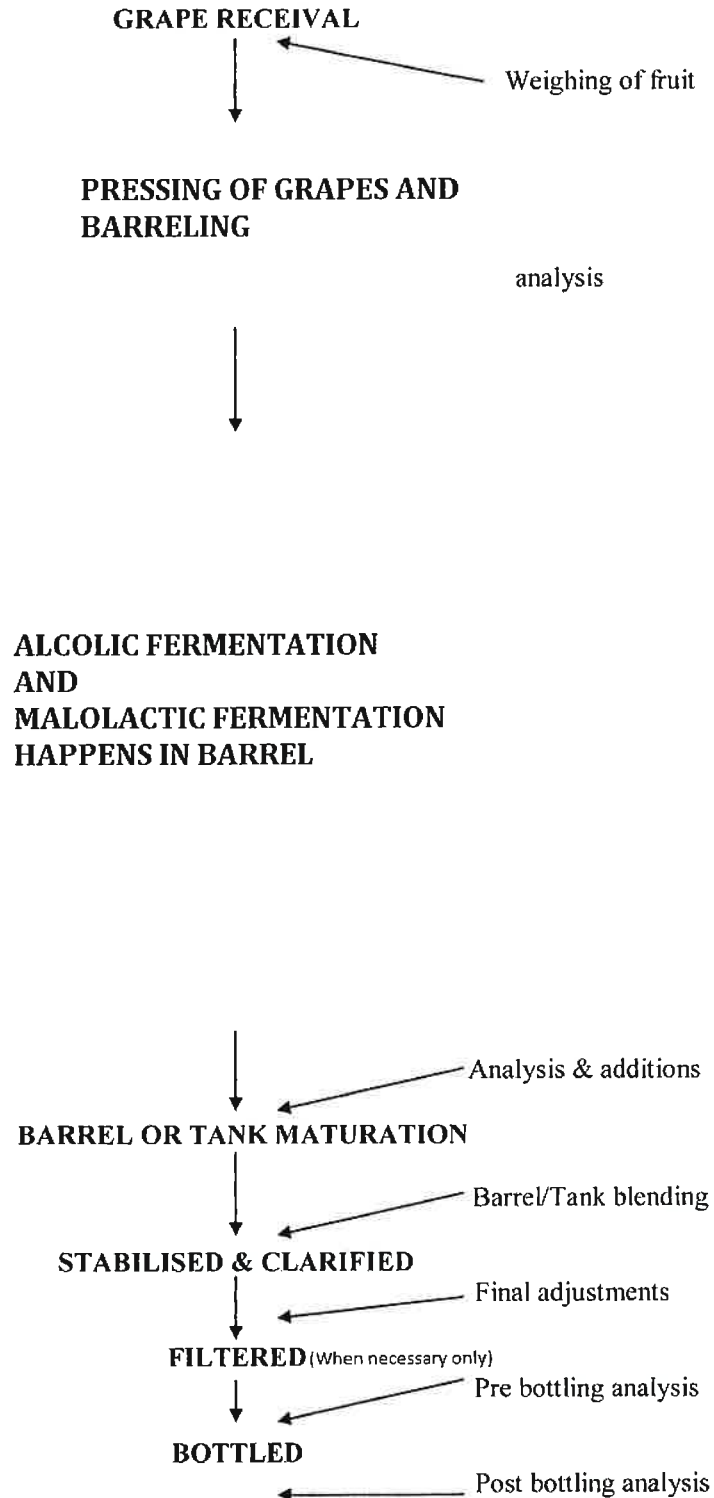 GRAPE RECEIVAL
Weighing of fruit
PRESSING OF GRAPES AND
BARRELING
analysis
ALCOLIC FERMENTATION
AND
MALOLACTIC FERMENTATION
HAPPENS IN BARREL
Analysis & additions
BARREL OR TANK MATURATION
Barrel/Tank blending
STABILISED & CLARIFIED
Final adjustments
FILTERED (When necessary only)
Pre bottling analysis
BOTTLED
Post bottling analysis